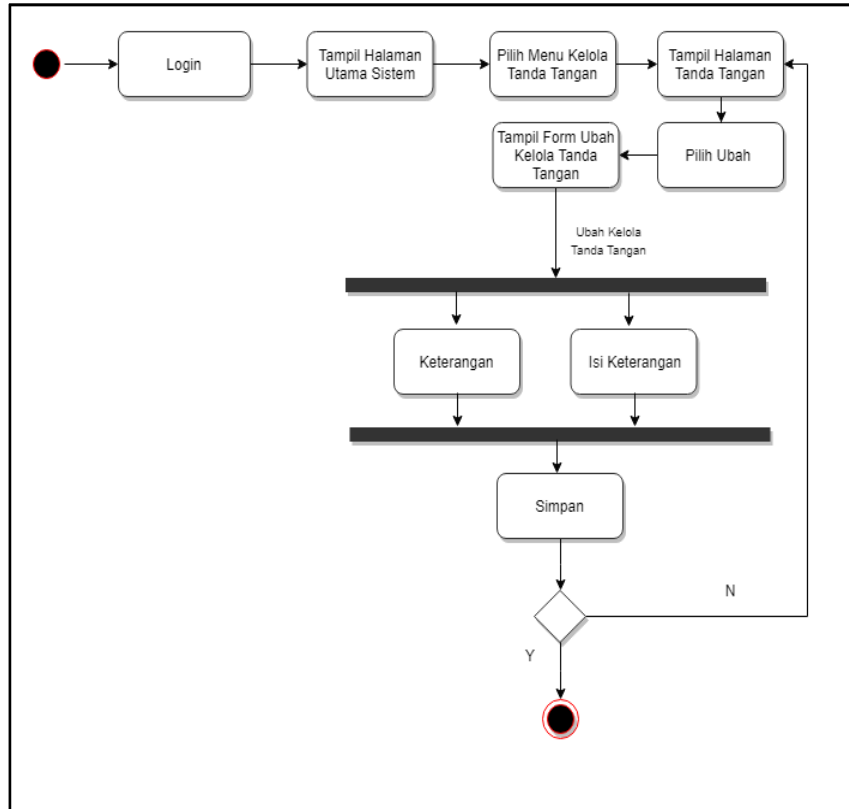 Login
Tampil Halaman
Utama Sistem
Pilih Menu Kelola
Tanda Tangan
Tampil Halaman
Tanda Tangan
Tampil Form Ubah
Kelola Tanda
Tangan
Pilih Ubah
Ubah Kelola
Tanda Tangan
Keterangan
Isi Keterangan
Simpan
N
Y